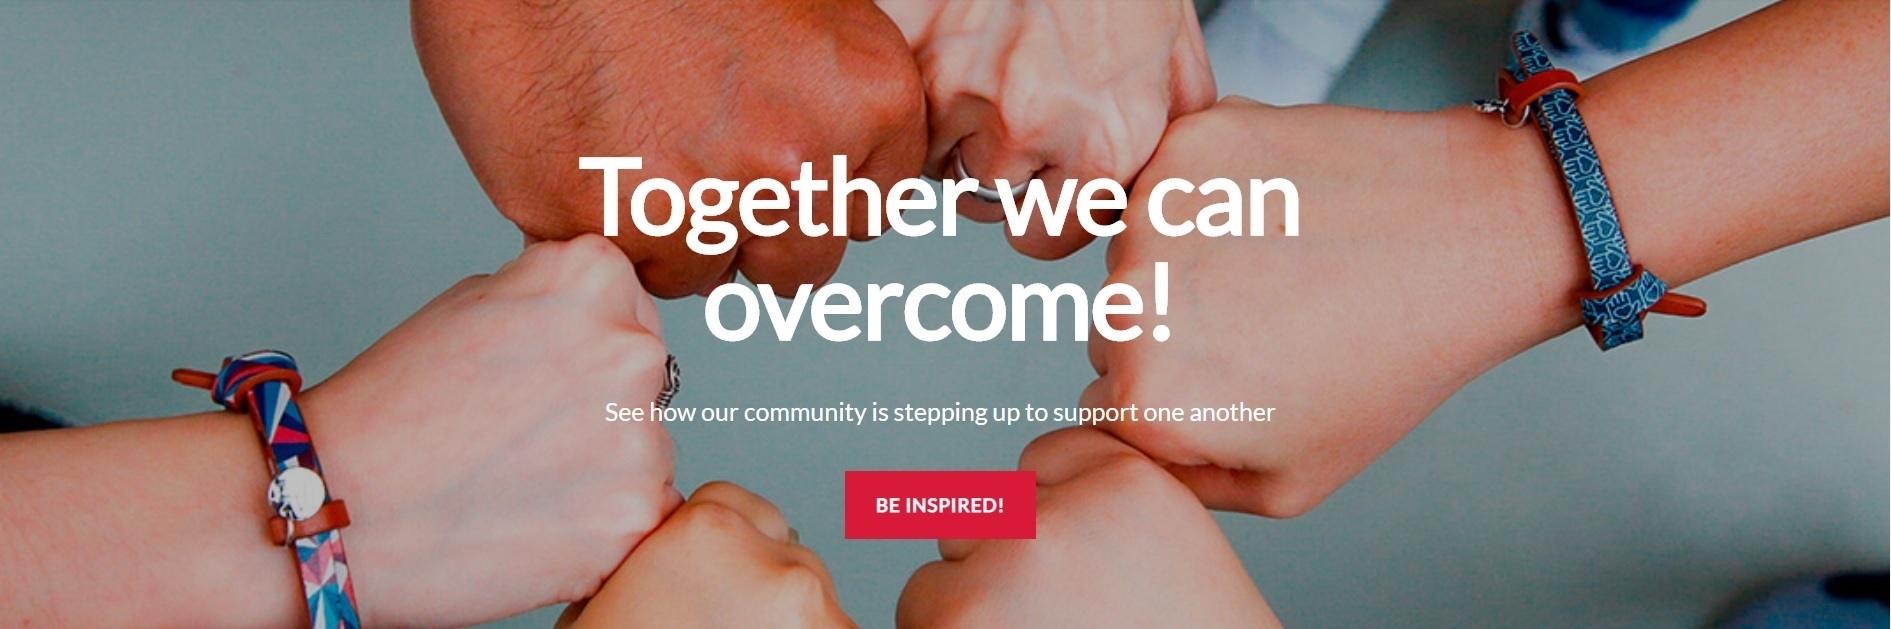 Together we can
overcome!
See how our community is stepping up to support one another
BE INSPIRED!